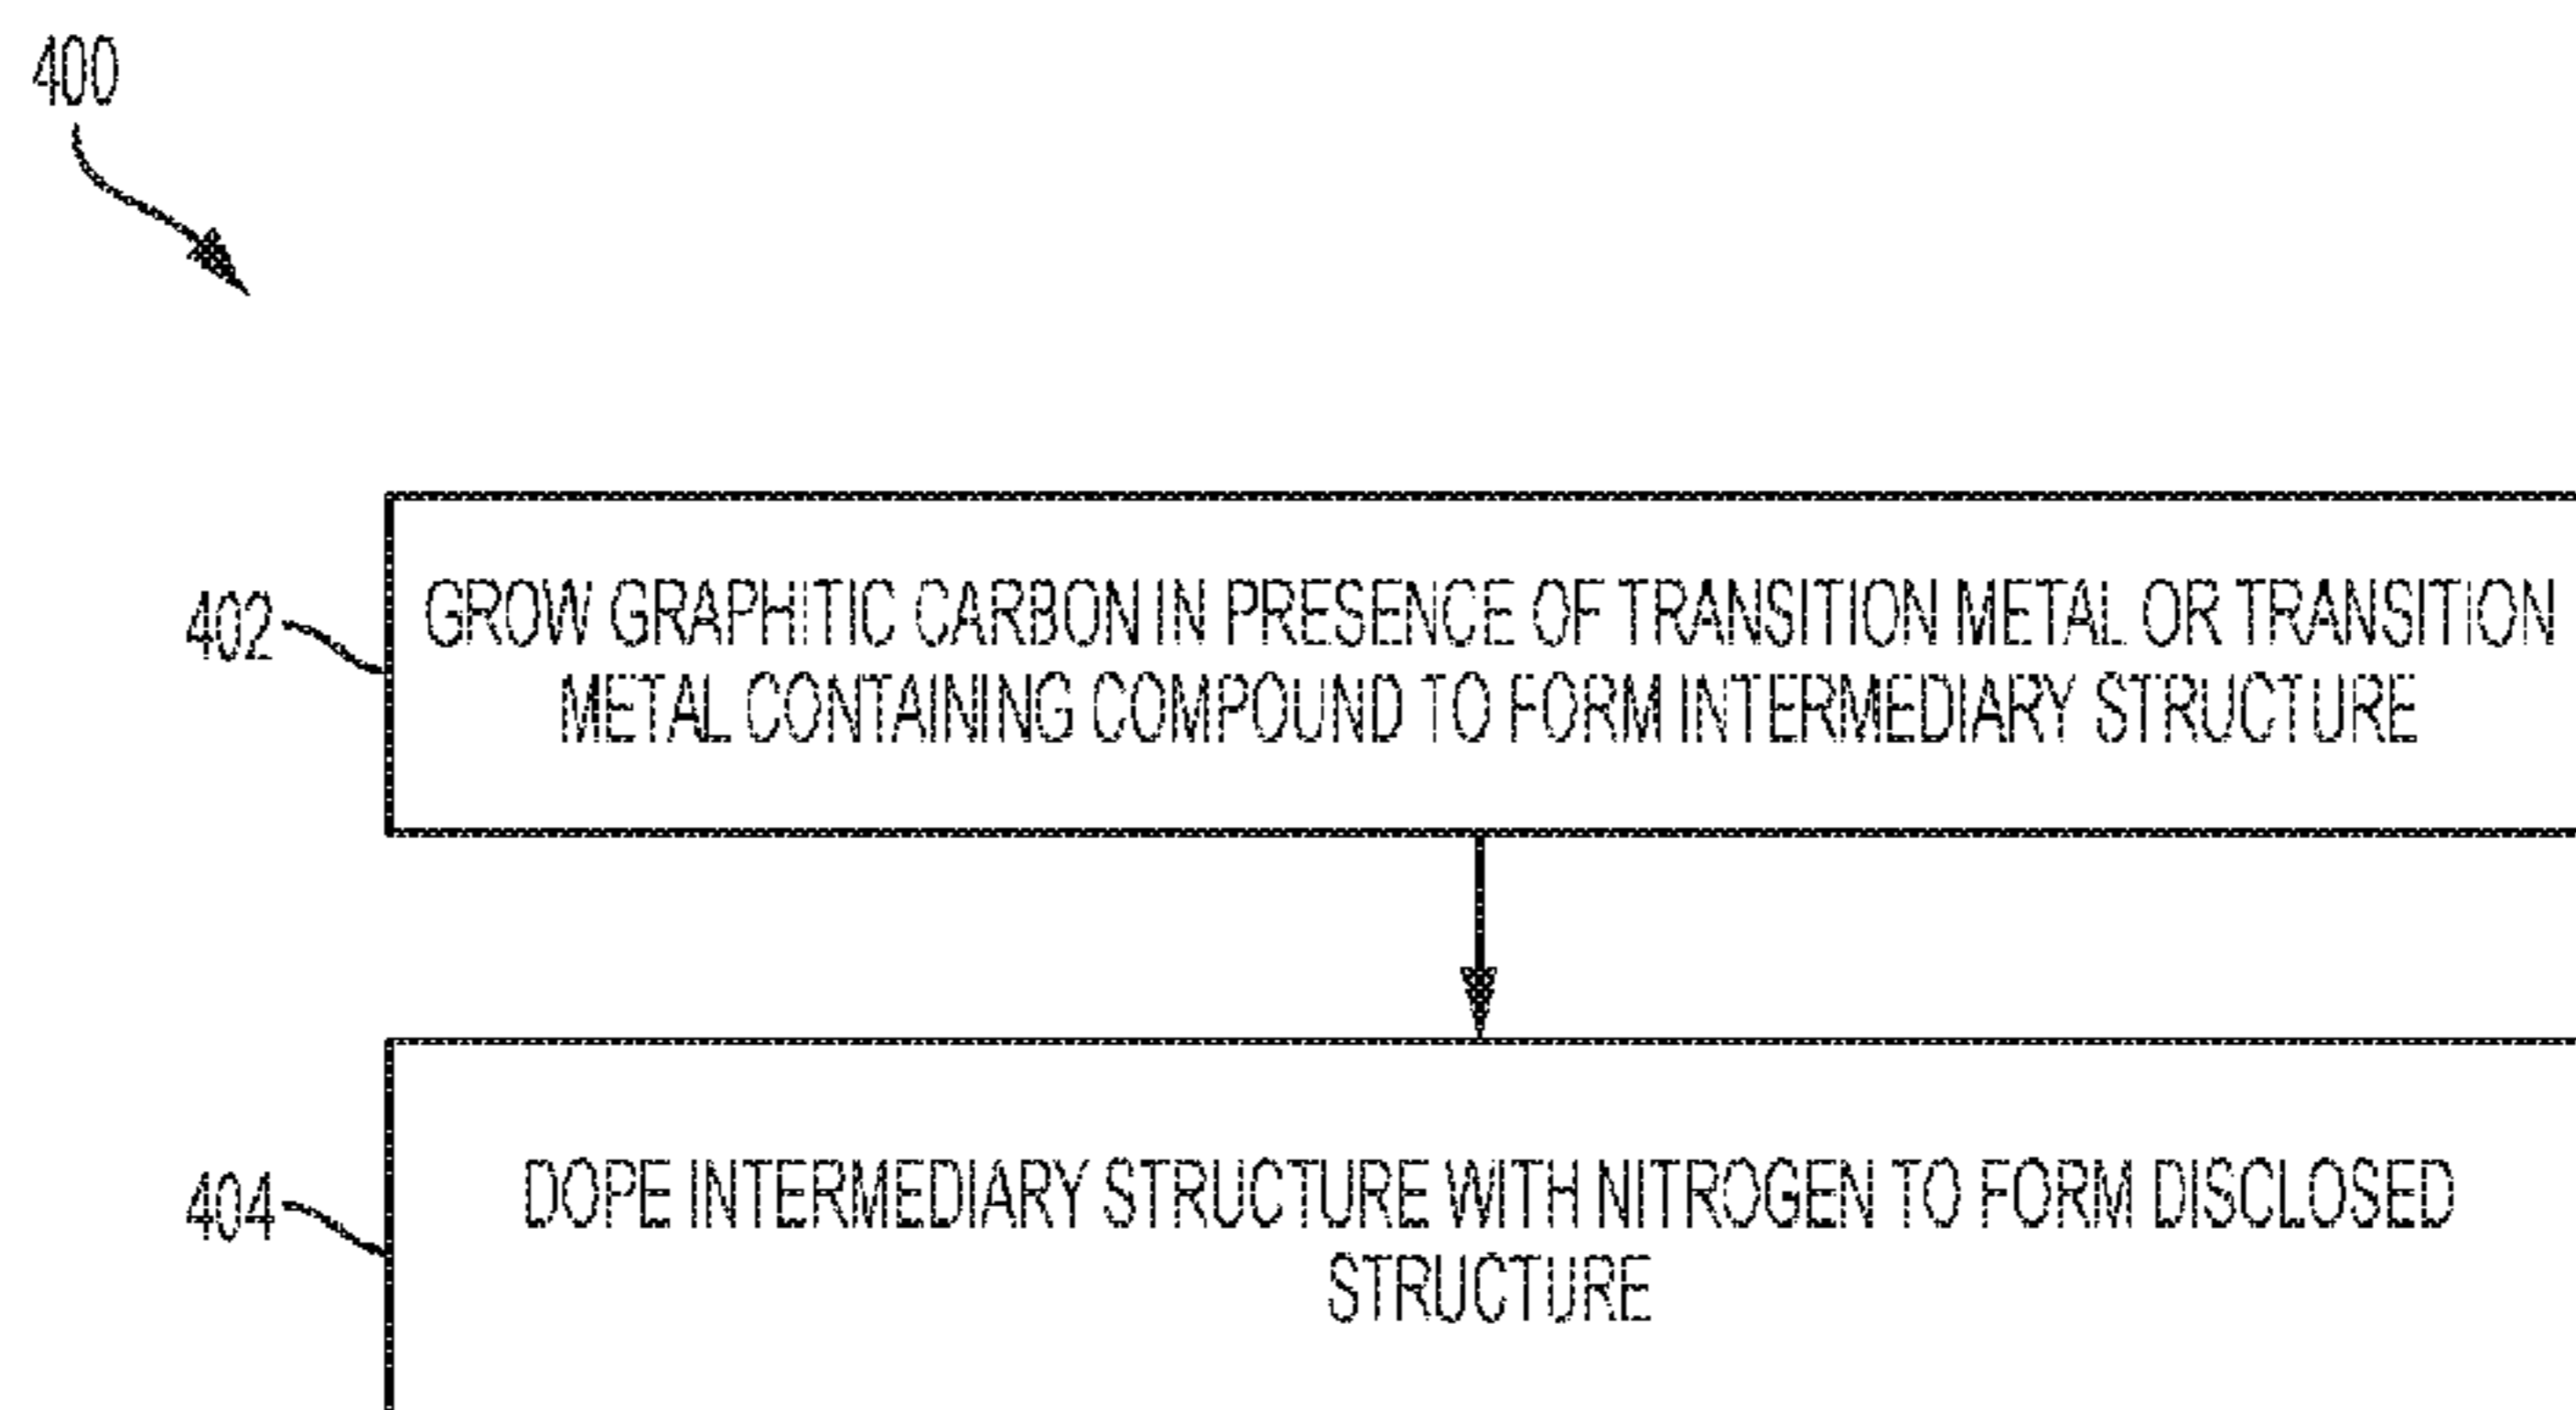 400
402
GROW GRAPHITIC CARBON IN PRESENCE OF TRANSITION METAL OR TRANSITION
METAL CONTAINING COMPOUND TO FORM INTERMEDIARY STRUCTURE
404
DOPE INTERMEDIARY STRUCTURE WITH NITROGEN TO FORM DISCLOSED
STRUCTURE